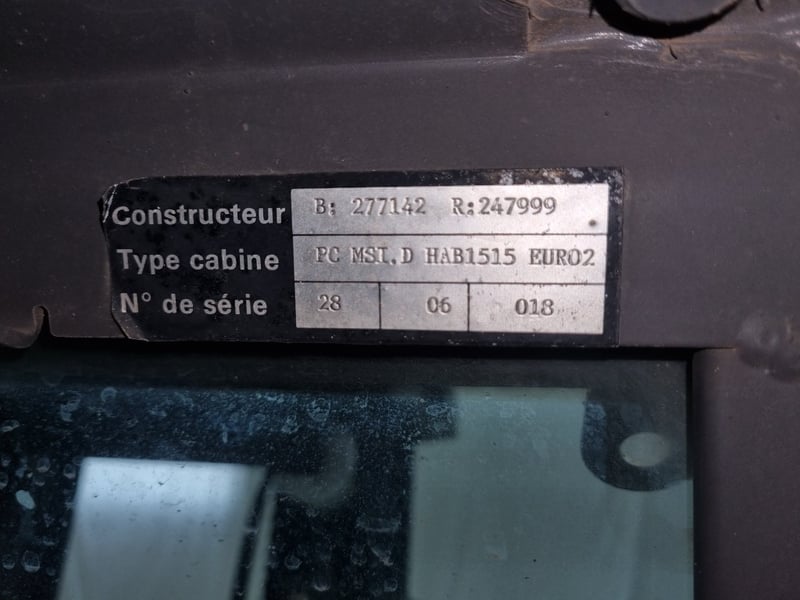 Constructeur B: 277142 R:247999
Type cabine PC MSI.D HAB1515 EURO2
N° de série 28 06 018